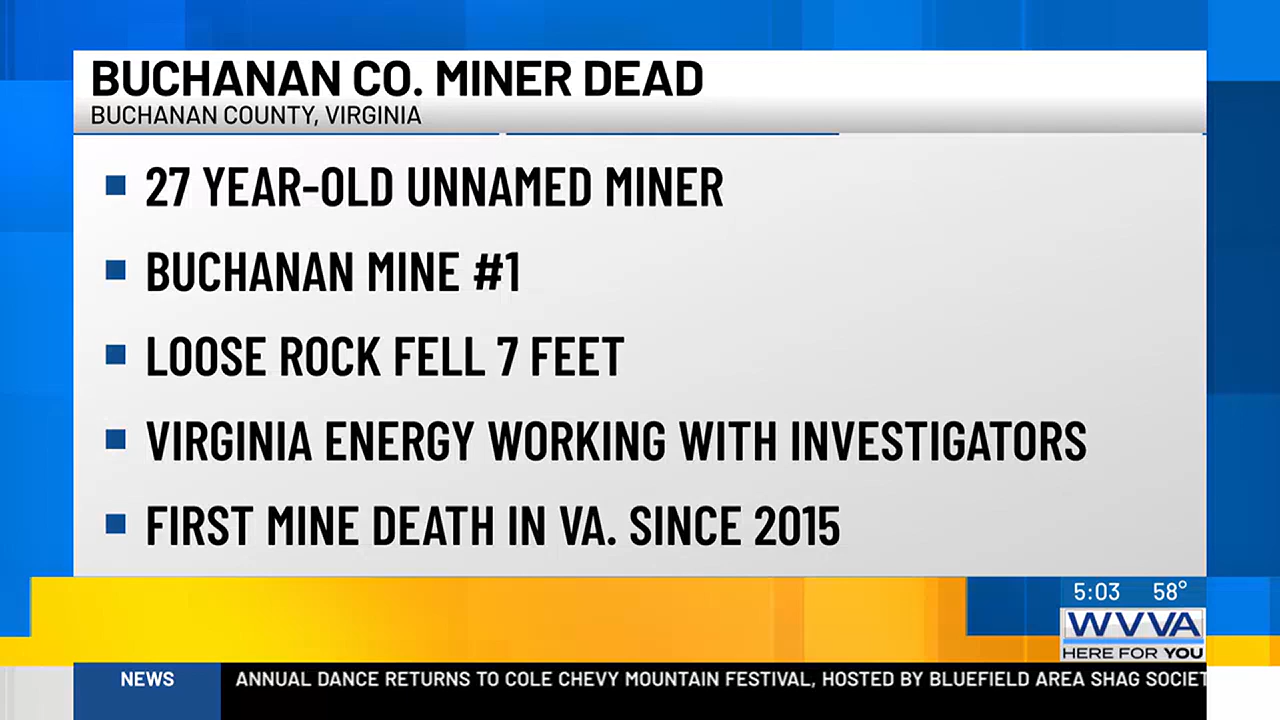 BUCHANAN CO. MINER DEAD
BUCHANAN COUNTY, VIRGINIA
27 YEAR-OLD UNNAMED MINER
BUCHANAN MINE #1
LOOSE ROCK FELL 7 FEET
VIRGINIA ENERGY WORKING WITH INVESTIGATORS
FIRST MINE DEATH IN VA. SINCE 2015
5:03 58°
WVVA
HERE FOR YOU
NEWS ANNUAL DANCE RETURNS TO COLE CHEVY MOUNTAIN FESTIVAL, HOSTED BY BLUEFIELD AREA SHAG SOCIET